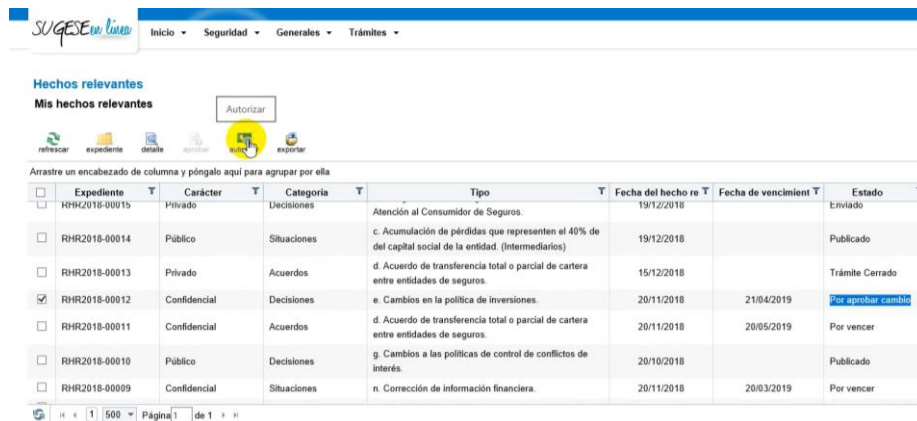 SUGESE en línea Inicio Seguridad Generales Trámites
Hechos relevantes
Mis hechos relevantes
Autorizar
refrescar expediente detalle aprobar exportar
Arrastre un encabezado de columna y póngalo aquí para agrupar por ella
Expediente Carácter Categoría Tipo Fecha del hecho re Fecha de vencimient Estado
RHR2018-00015 Privado Decisiones Atención al Consumidor de Seguros. 19/12/2018 Enviado
RHR2018-00014 Público Situaciones c. Acumulación de pérdidas que representen el 40% de
del capital social de la entidad. (Intermediarios) 19/12/2018 Publicado
RHR2018-00013 Privado Acuerdos d. Acuerdo de transferencia total o parcial de cartera
entre entidades de seguros. 15/12/2018 Trámite Cerrado
RHR2018-00012 Confidencial Decisiones e. Cambios en la política de inversiones. 20/11/2018 21/04/2019 Por aprobar cambio
RHR2018-00011 Confidencial Acuerdos d. Acuerdo de transferencia total o parcial de cartera
entre entidades de seguros. 20/11/2018 20/05/2019 Por vencer
RHR2018-00010 Público Decisiones g. Cambios a las políticas de control de conflictos de
interés. 20/10/2018 Publicado
RHR2018-00009 Confidencial Situaciones n. Corrección de información financiera. 20/11/2018 20/03/2019 Por vencer
1 500 Página 1 de 1